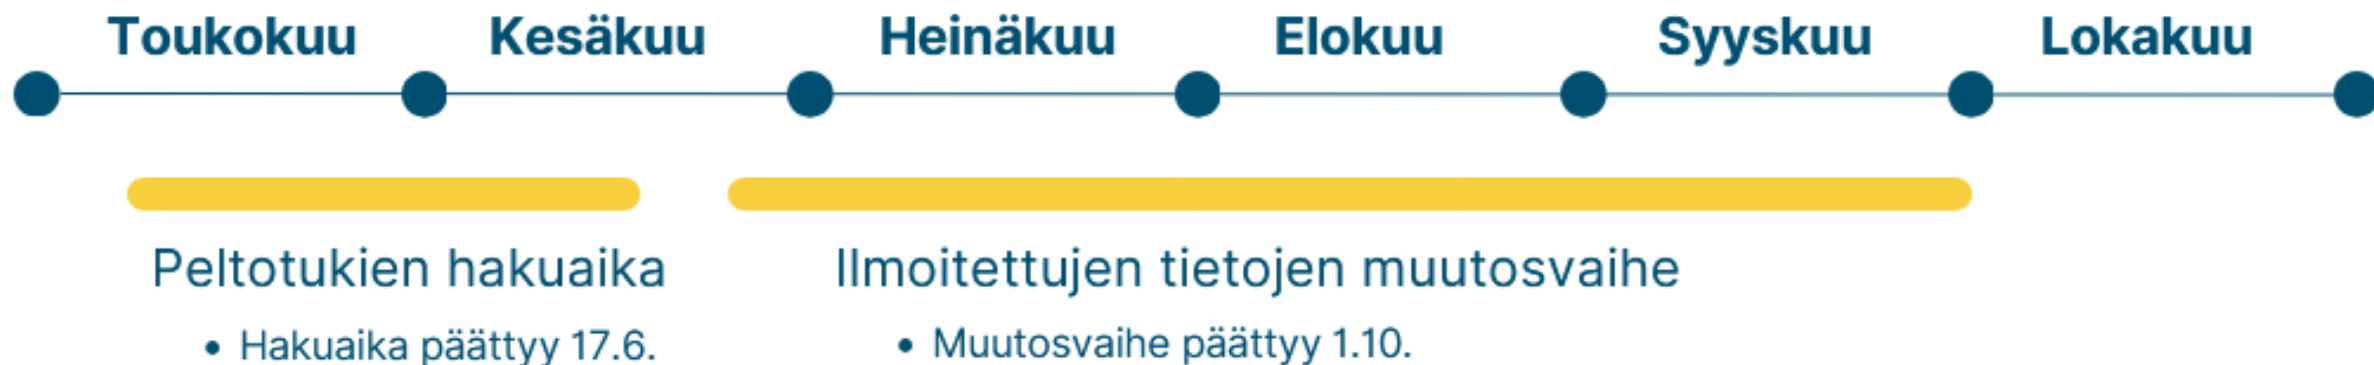 Toukokuu Kesäkuu Heinäkuu Elokuu Syyskuu Lokakuu
Peltotukien hakuaika
• Hakuaika päättyy 17.6.
Ilmoitettujen tietojen muutosvaihe
• Muutosvaihe päättyy 1.10.